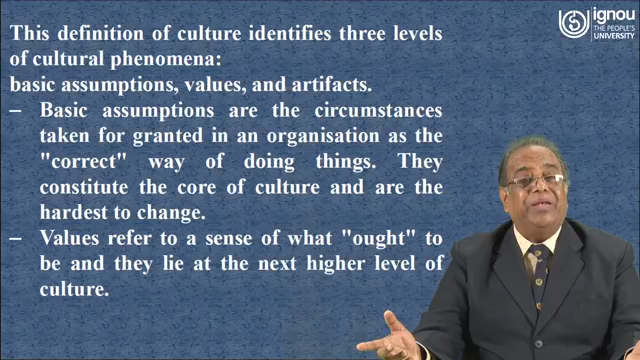 This definition of culture identifies three levels
of cultural phenomena:
basic assumptions, values, and artifacts.
– Basic assumptions are the circumstances
taken for granted in an organisation as the
"correct" way of doing things. They
constitute the core of culture and are the
hardest to change.
– Values refer to a sense of what "ought" to
be and they lie at the next higher level of
culture.
ignou
THE PEOPLE'S
UNIVERSITY